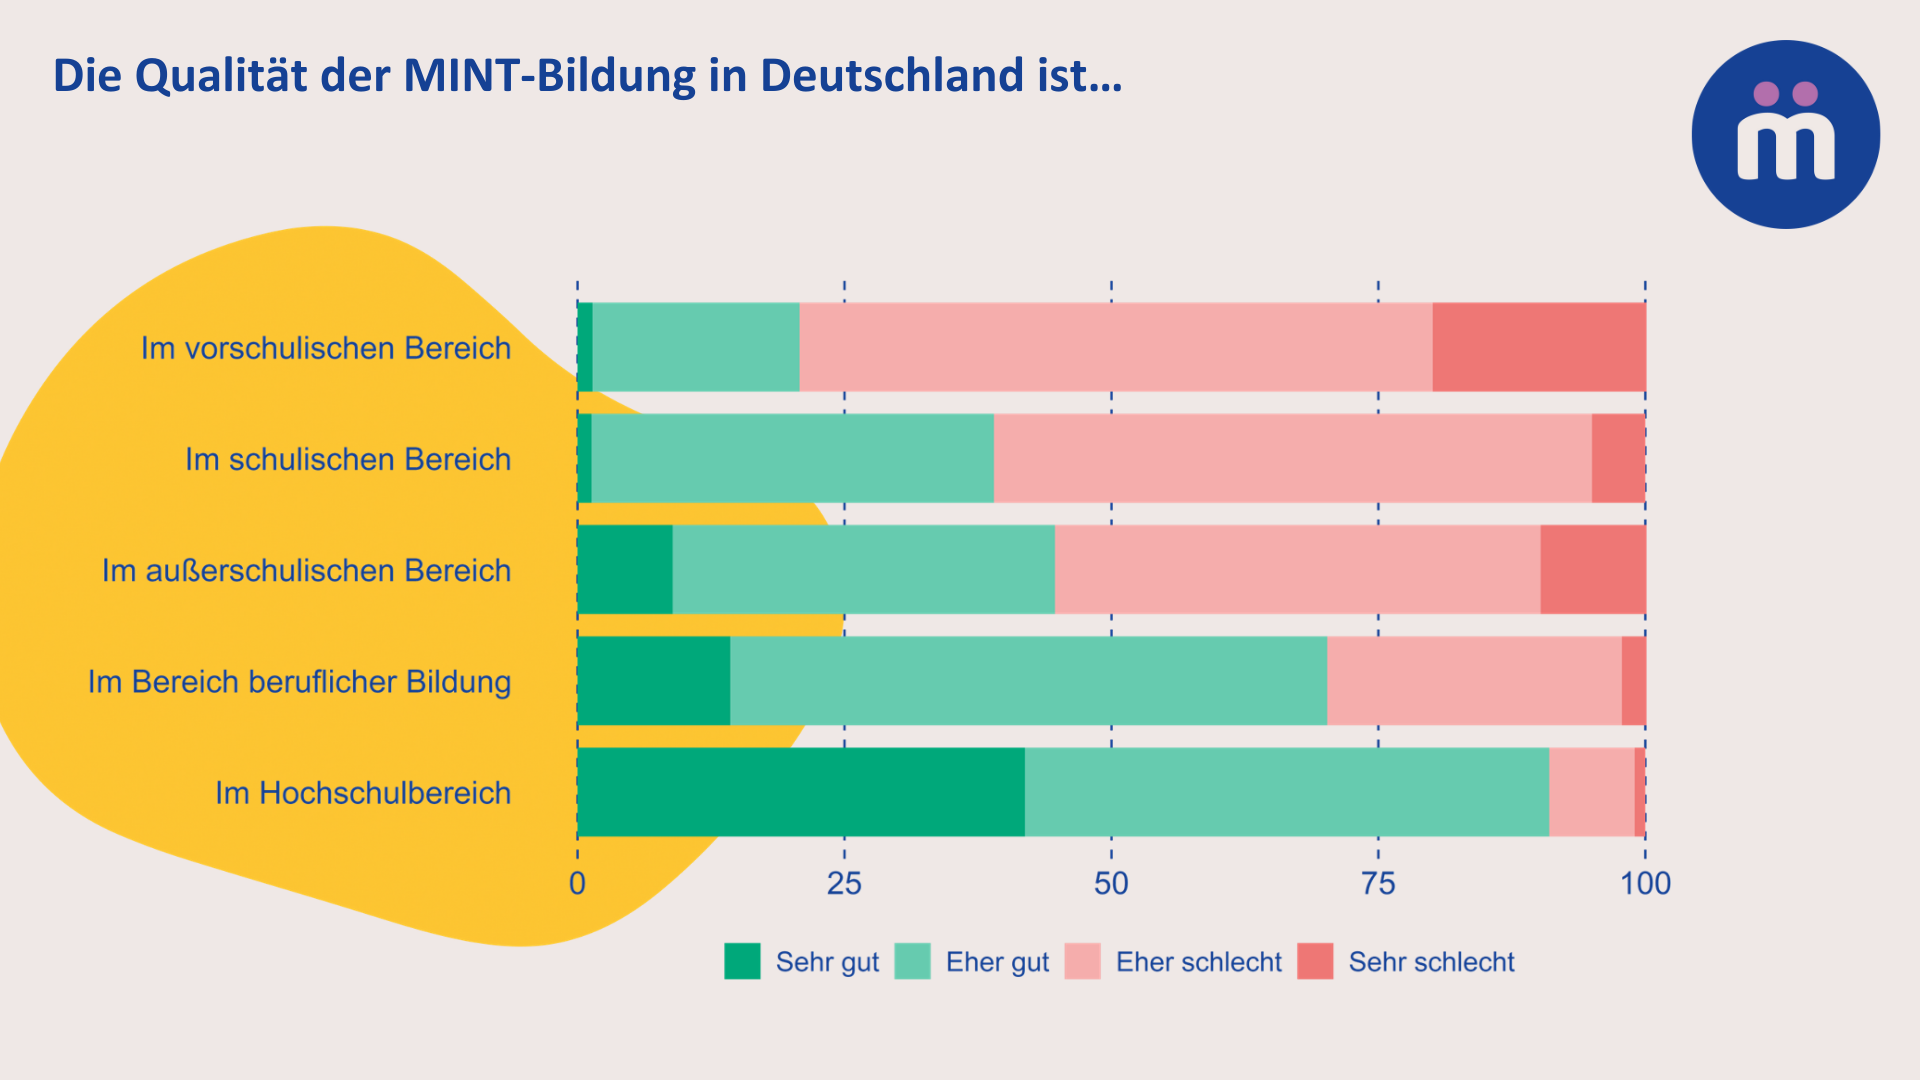 Die Qualität der MINT-Bildung in Deutschland ist...
m
Im vorschulischen Bereich
Im schulischen Bereich
Im außerschulischen Bereich
Im Bereich beruflicher Bildung
Im Hochschulbereich
0 25 50 75 100
Sehr gut Eher gut Eher schlecht Sehr schlecht